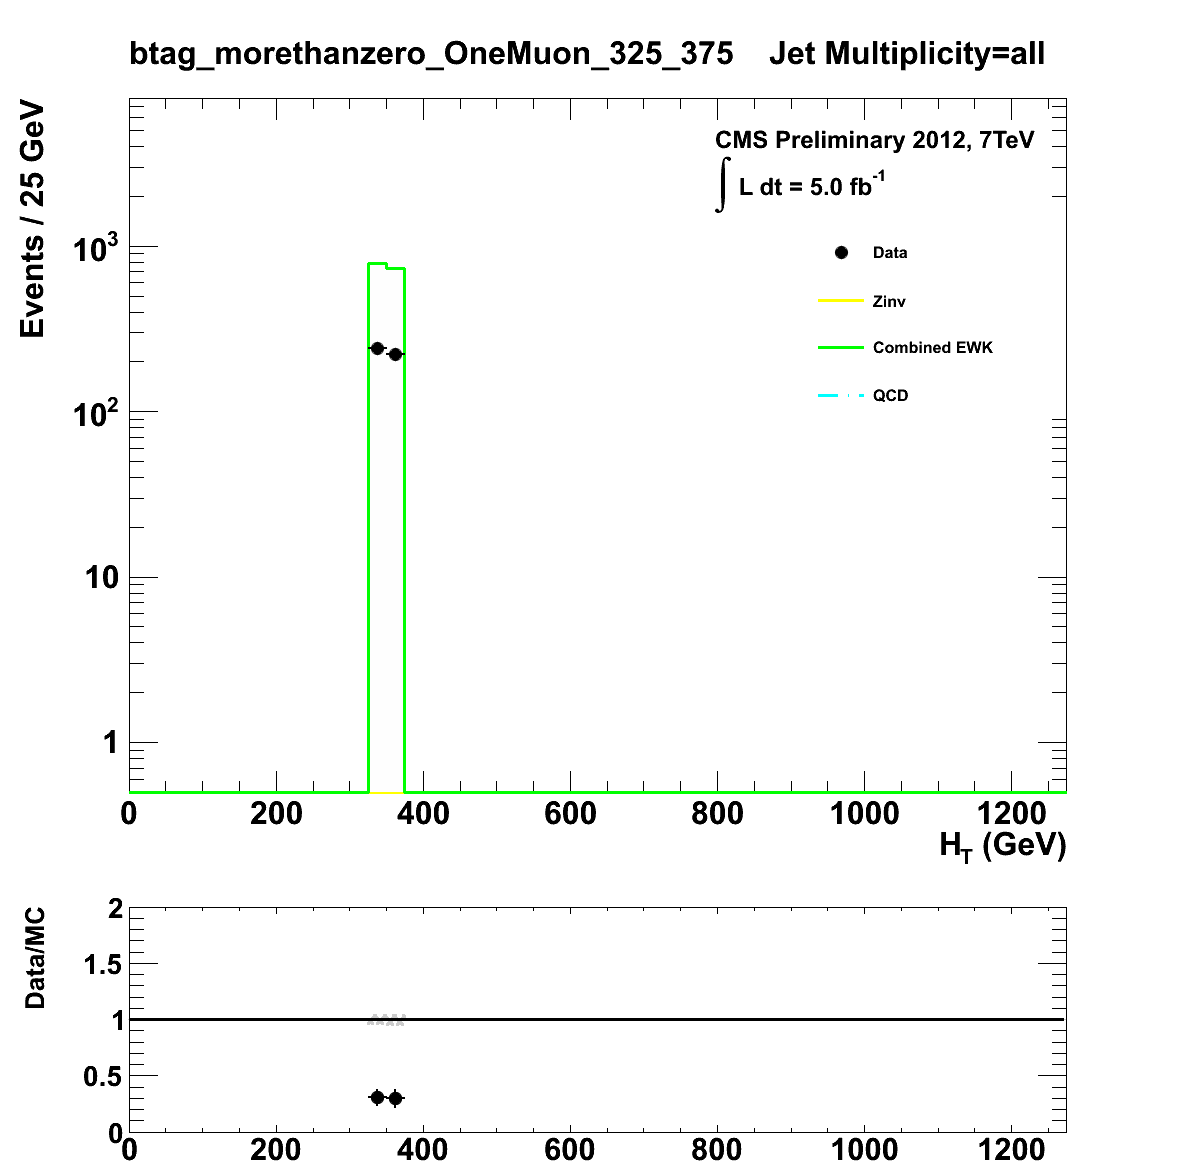 btag_morethanzero_OneMuon_325_375 Jet Multiplicity=all
Events / 25 GeV
CMS Preliminary 2012, 7TeV
∫ L dt = 5.0 fb⁻¹
Data
Zinv
Combined EWK
QCD
10³
10²
10
1
0 200 400 600 800 1000 1200
H_T (GeV)
Data/MC
2
1.5
1
0.5
0
0 200 400 600 800 1000 1200